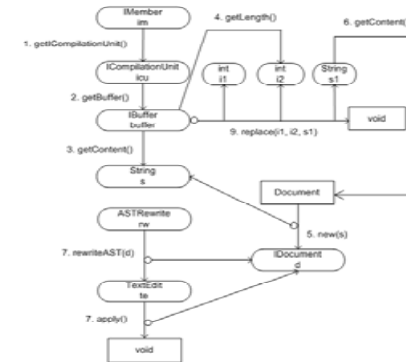 IMember
im
4. getLength()
6. getContent(
1. getICompilationUnit()
ICompilationUnit
icu
int
i1
int
i2
String
s1
2. getBuffer()
IBuffer
buffer
void
9. replace(i1, i2, s1)
3. getContent()
String
s
Document
ASTRewrite
rw
5. new(s)
7. rewriteAST(d)
IDocument
d
TextEdit
te
7. apply()
void